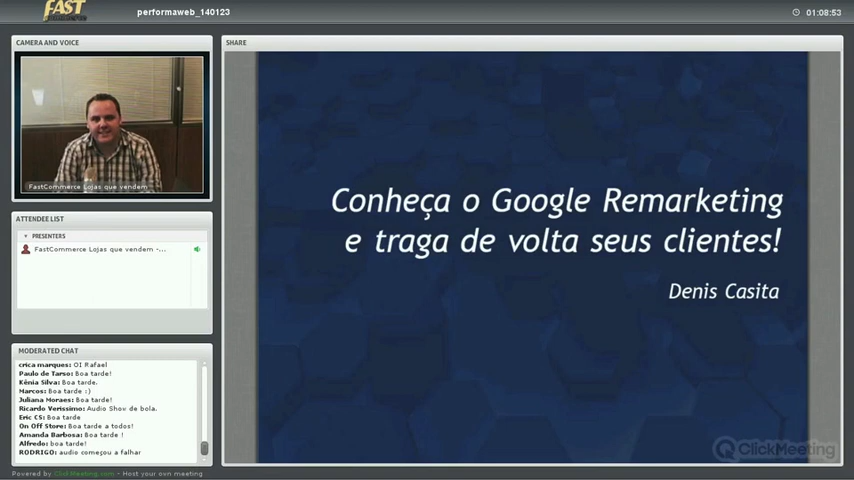 FAST
performaweb_140123
01:08:53
CAMERA AND VOICE
FastCommerce Lojas que vendem
ATTENDEE LIST
PRESENTERS
FastCommerce Lojas que vendem -...
MODERATED CHAT
crica marques: OI Rafael
Paulo de Tarso: Boa tarde!
Kênia Silva: Boa tarde.
Marcos: Boa tarde :)
Juliana Moraes: Boa tarde!
Ricardo Verissimo: Audio Show de bola.
Eric CS: Boa tarde
On Off Store: Boa tarde a todos!
Amanda Barbosa: Boa tarde !
Alfredo: boa tarde!
RODRIGO: audio começou a falhar
SHARE
Conheça o Google Remarketing
e traga de volta seus clientes!
Denis Casita
ClickMeeting
Powered by ClickMeeting.com - Host your own meeting